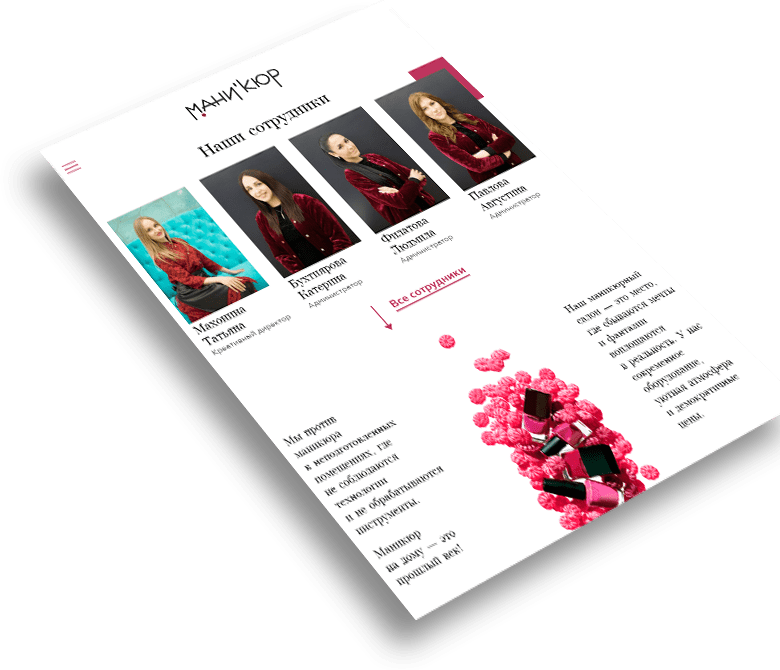 МАНИ'КЮР
Наши сотрудники
Махонина
Татьяна
Креативный директор
Бухтиярова
Катерина
Администратор
Филатова
Людмила
Администратор
Павлова
Августина
Администратор
Все сотрудники
Наш маникюрный
салон — это место,
где сбываются мечты
и фантазии
воплощаются
в реальность. У нас
современное
оборудование,
уютная атмосфера
и демократичные
цены.
Мы против
маникюра
в неподготовленных
помещениях, где
не соблюдаются
технологии
и не обрабатываются
инструменты.
Маникюр
на дому — это
прошлый век!